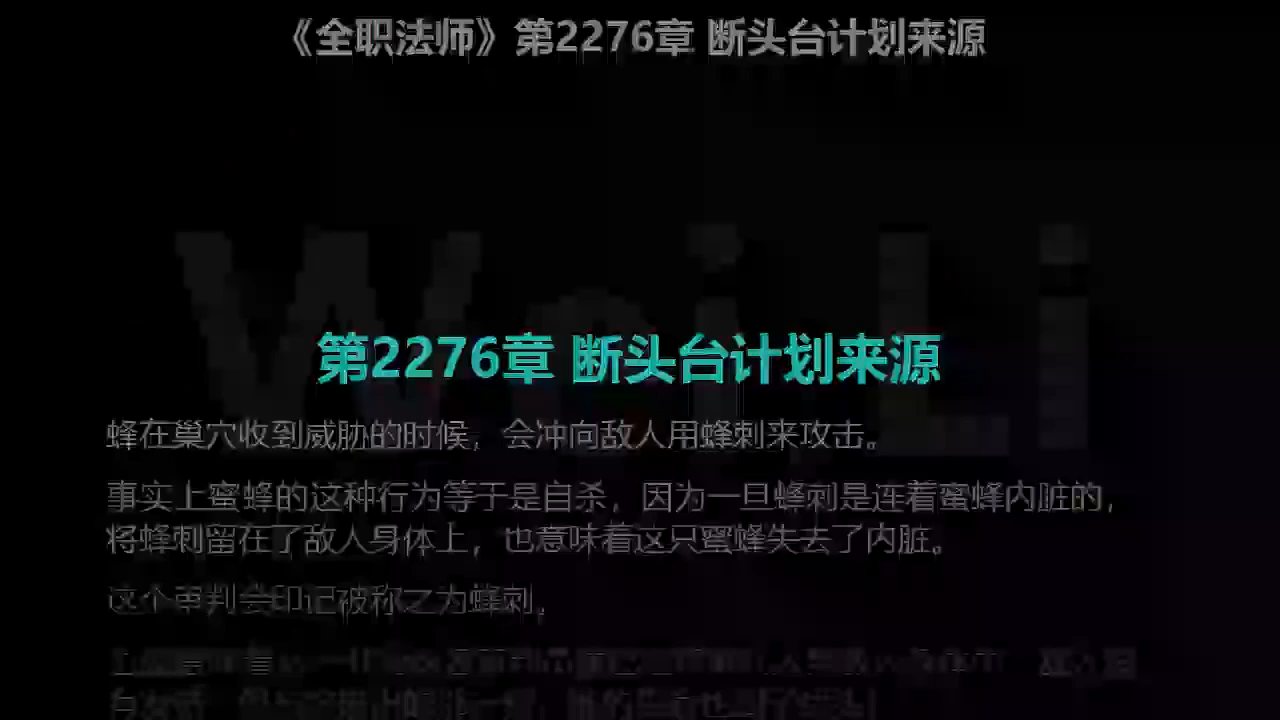 《全职法师》第2276章 断头台计划来源
Wei Li
第2276章 断头台计划来源
蜂在巢穴收到威胁的时候，会冲向敌人用蜂刺来攻击。
事实上蜜蜂的这种行为等于是自杀，因为一旦蜂刺是连着蜜蜂内脏的，
将蜂刺留在了敌人身体上，也意味着这只蜜蜂失去了内脏。
这个审判会印记被称之为蜂刺。